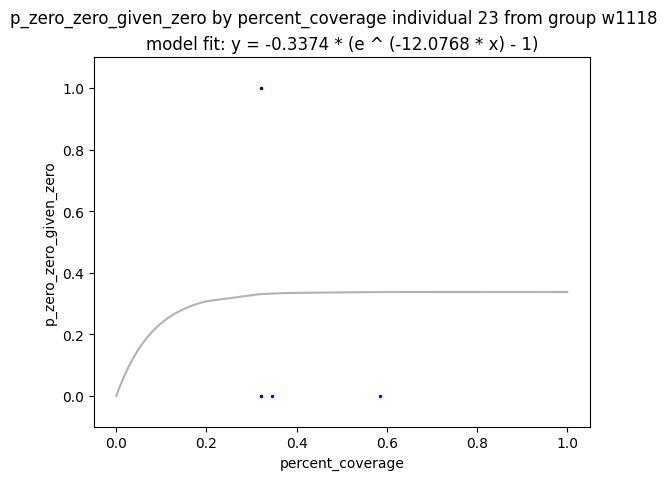 p_zero_zero_given_zero by percent_coverage individual 23 from group w1118
model fit: y = -0.3374 * (e ^ (-12.0768 * x) - 1)
1.0
0.8
0.6
0.4
0.2
0.0
p_zero_zero_given_zero
0.0 0.2 0.4 0.6 0.8 1.0
percent_coverage